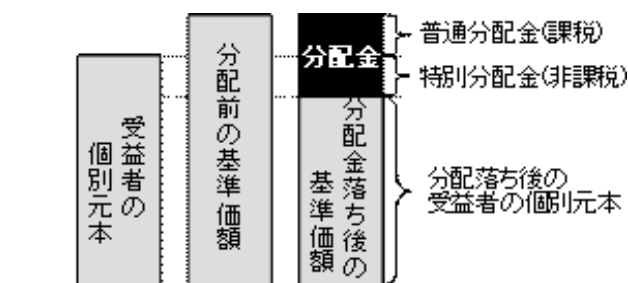 受益者の
個別元本
分配前の基準価額
分配金
分配金落ち後の
基準価額
普通分配金(課税)
特別分配金(非課税)
分配落ち後の
受益者の個別元本